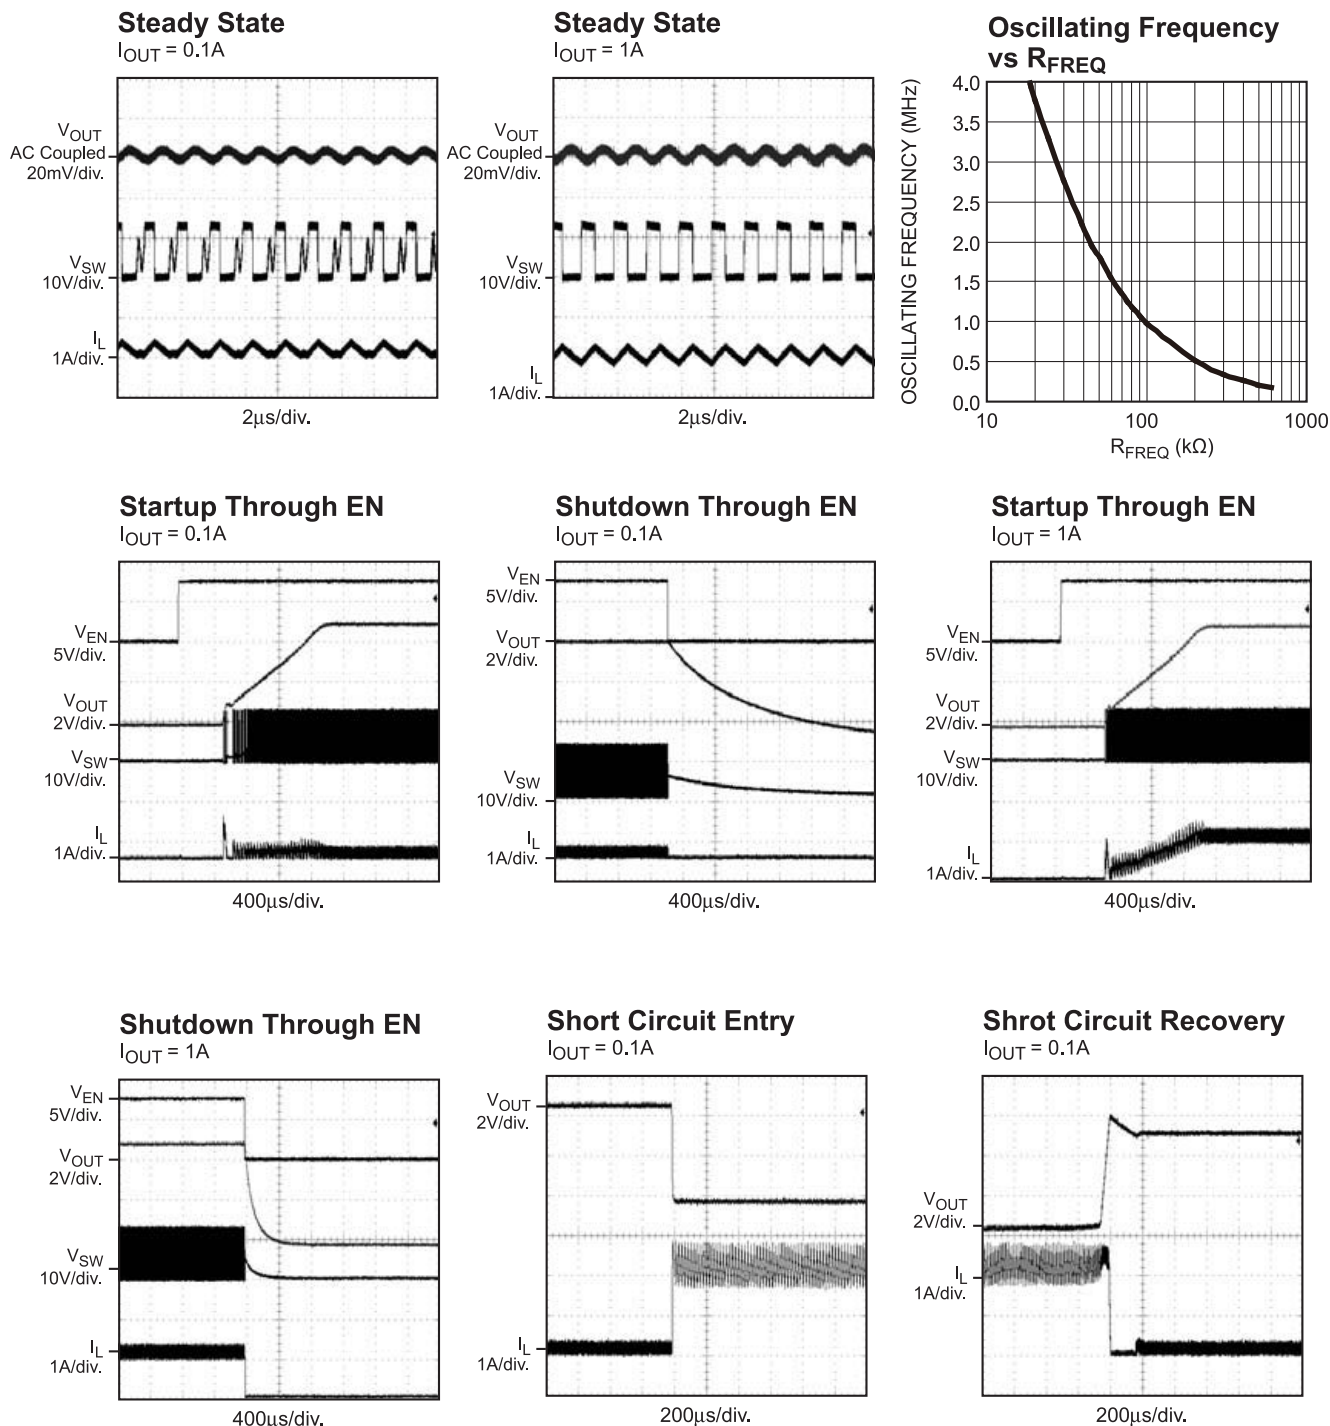 Steady State
IOUT = 0.1A
VOUT
AC Coupled
20mV/div.
VSW
10V/div.
IL
1A/div.
2µs/div.
Steady State
IOUT = 1A
VOUT
AC Coupled
20mV/div.
VSW
10V/div.
IL
1A/div.
2µs/div.
Oscillating Frequency
vs RFREQ
OSCILLATING FREQUENCY (MHz)
4.0
3.5
3.0
2.5
2.0
1.5
1.0
0.5
0.0
10
100
1000
RFREQ (kΩ)
Startup Through EN
IOUT = 0.1A
VEN
5V/div.
VOUT
2V/div.
VSW
10V/div.
IL
1A/div.
400µs/div.
Shutdown Through EN
IOUT = 0.1A
VEN
5V/div.
VOUT
2V/div.
VSW
10V/div.
IL
1A/div.
400µs/div.
Startup Through EN
IOUT = 1A
VEN
5V/div.
VOUT
2V/div.
VSW
10V/div.
IL
1A/div.
400µs/div.
Shutdown Through EN
IOUT = 1A
VEN
5V/div.
VOUT
2V/div.
VSW
10V/div.
IL
1A/div.
400µs/div.
Short Circuit Entry
IOUT = 0.1A
VOUT
2V/div.
IL
1A/div.
200µs/div.
Shrot Circuit Recovery
IOUT = 0.1A
VOUT
2V/div.
IL
1A/div.
200µs/div.